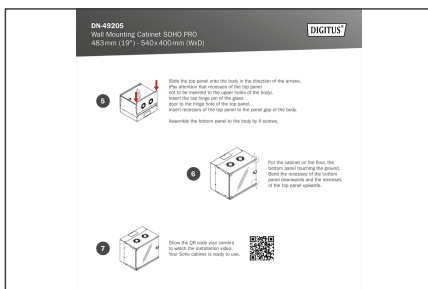 DN-49205
Wall Mounting Cabinet SOHO PRO
483mm (19") - 540x400mm (WxD)
DIGITUS®
5
Slide the top panel onto the body in the direction of the arrows,
(Pay attention that recesses of the top panel
not to be inserted to the upper holes of the body).
Insert the top hinge pin of the glass
door to the hinge hole of the top panel.
Insert recesses of the top panel to the panel gap of the body.
Assemble the bottom panel to the body by 4 screws.
6
Put the cabinet on the floor, the
bottom panel touching the ground.
Bend the recesses of the bottom
panel downwards and the recesses
of the top panel upwards.
7
Show the QR code your camera
to watch the installation video.
Your Soho cabinet is ready to use.